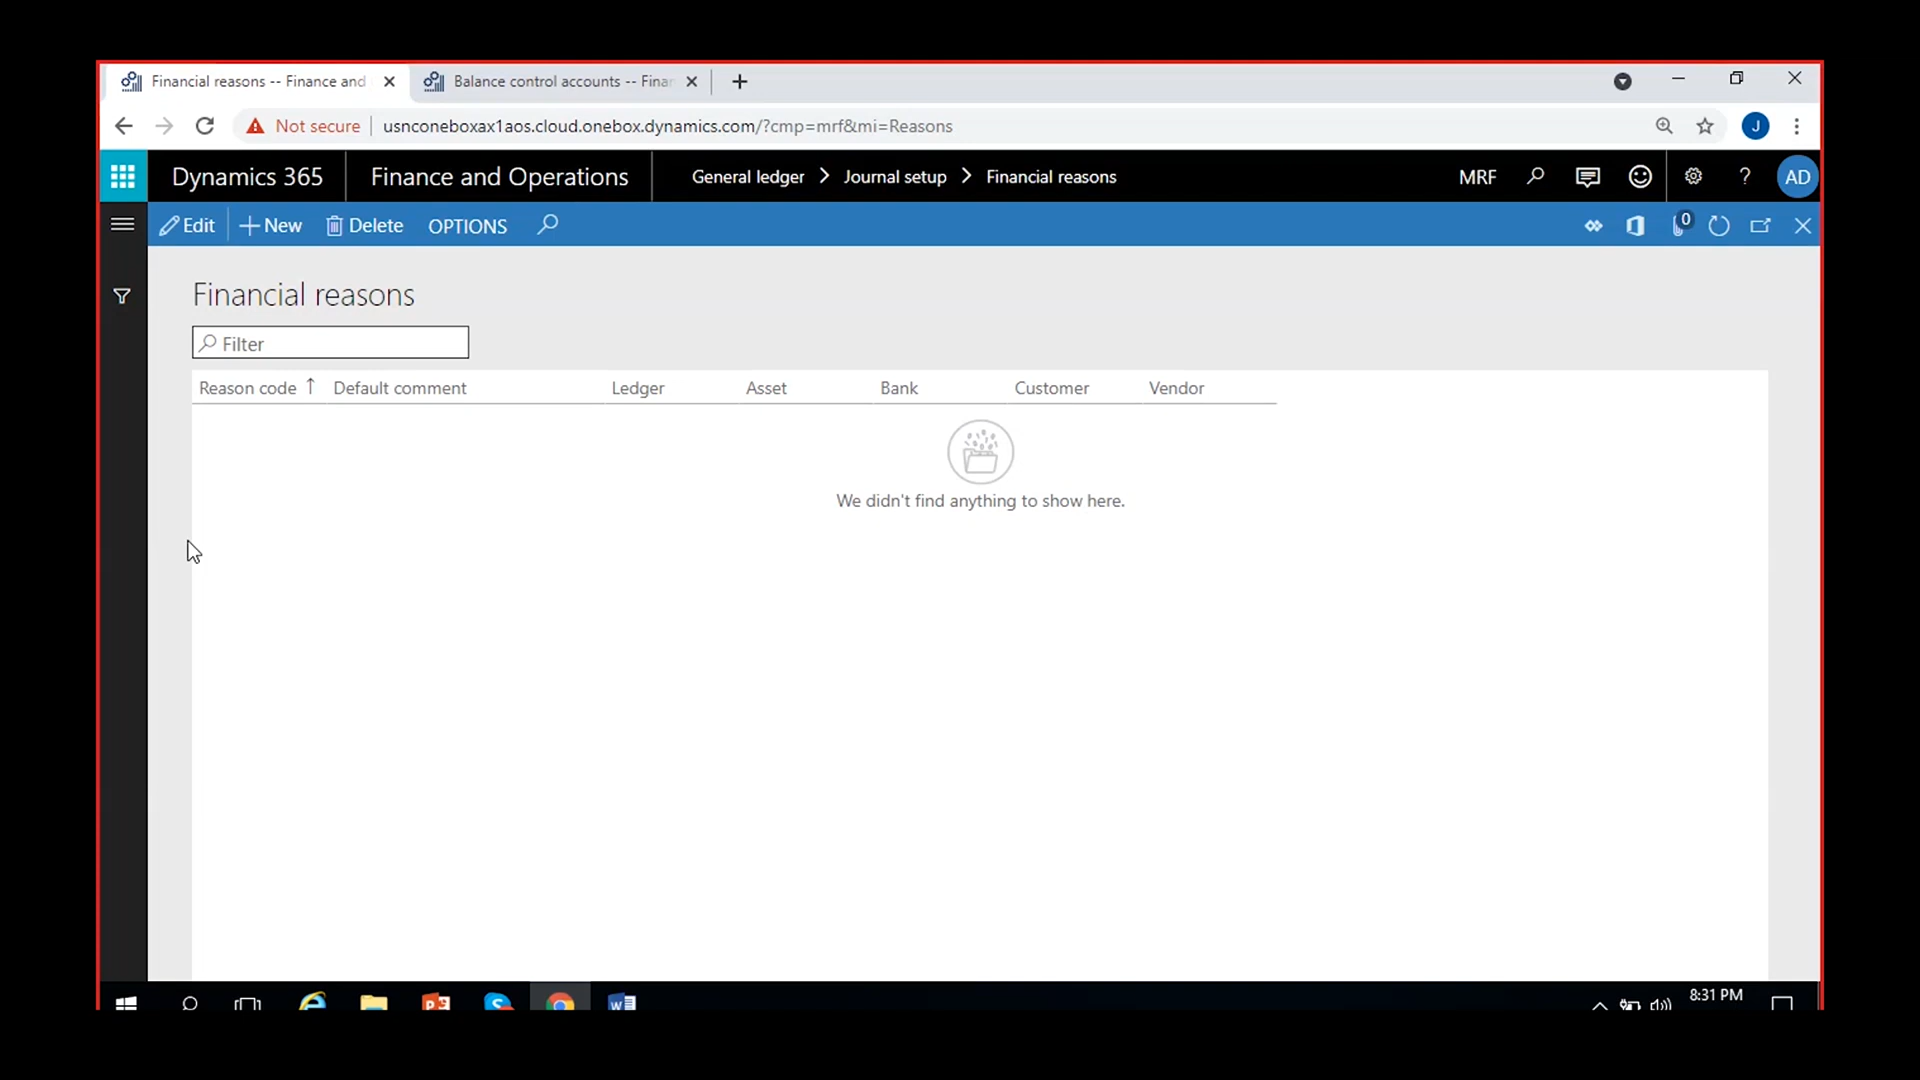 Financial reasons -- Finance and
Balance control accounts -- Finan
Not secure
usnconeboxax1aos.cloud.onebox.dynamics.com/?cmp=mrf&mi=Reasons
J
Dynamics 365
Finance and Operations
General ledger
Journal setup
Financial reasons
MRF
?
AD
Edit
New
Delete
OPTIONS
0
Financial reasons
Filter
Reason code
Default comment
Ledger
Asset
Bank
Customer
Vendor
We didn't find anything to show here.
8:31 PM